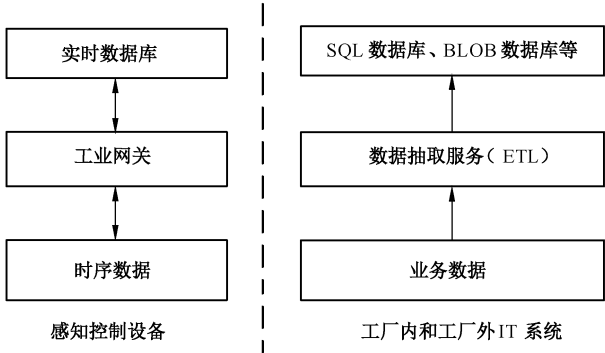 实时数据库
工业网关
时序数据
感知控制设备
SQL 数据库、BLOB 数据库等
数据抽取服务(ETL)
业务数据
工厂内和工厂外IT 系统